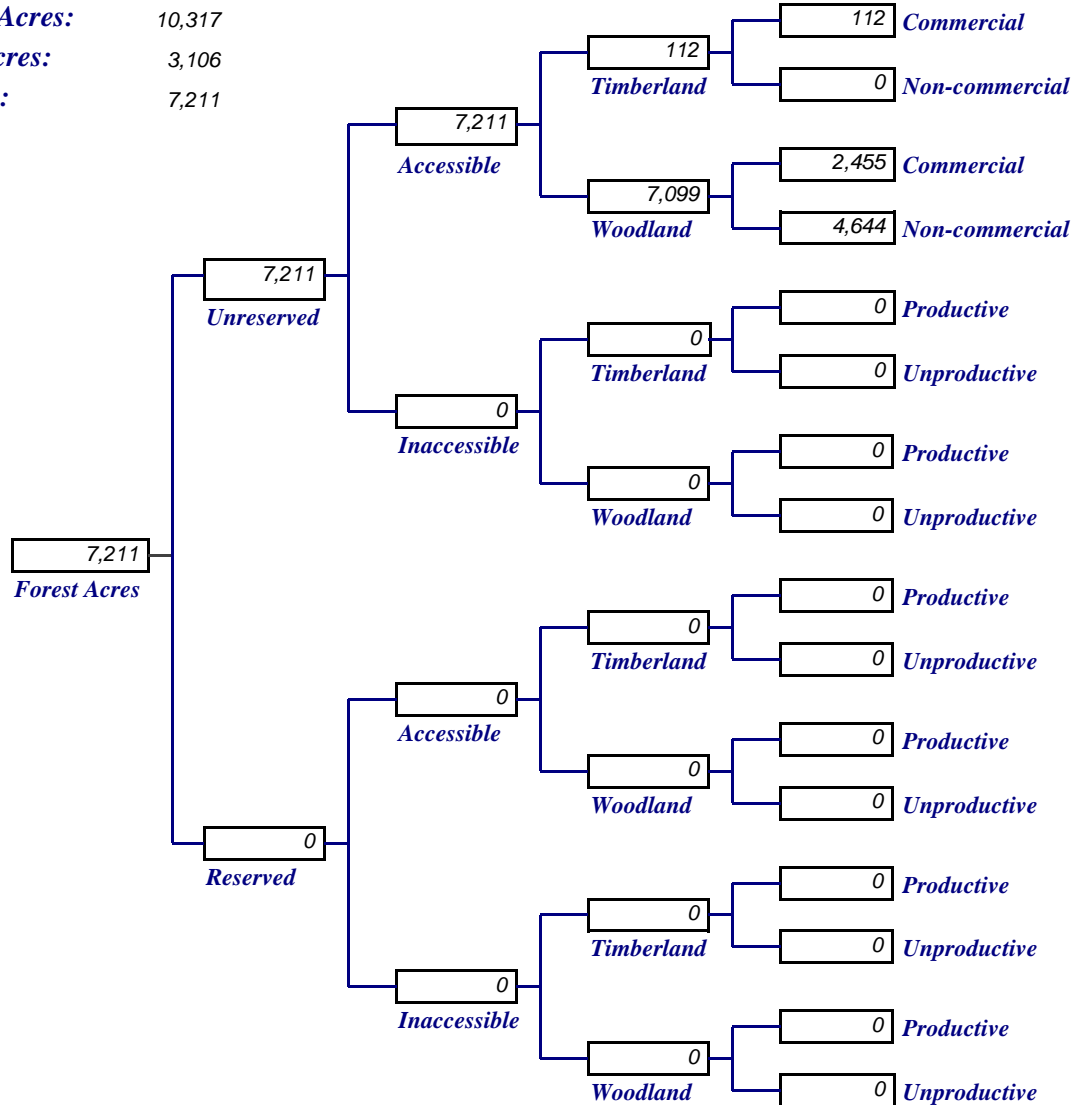 Acres: 10,317
cres: 3,106
: 7,211
112 Commercial
112
Timberland
0 Non-commercial
7,211
Accessible
2,455 Commercial
7,099
Woodland
4,644 Non-commercial
7,211
Unreserved
0 Productive
0
Timberland
0 Unproductive
0
Inaccessible
0 Productive
0
Woodland
0 Unproductive
7,211
Forest Acres
0 Productive
0
Timberland
0 Unproductive
0
Accessible
0 Productive
0
Woodland
0 Unproductive
0
Reserved
0 Productive
0
Timberland
0 Unproductive
0
Inaccessible
0 Productive
0
Woodland
0 Unproductive